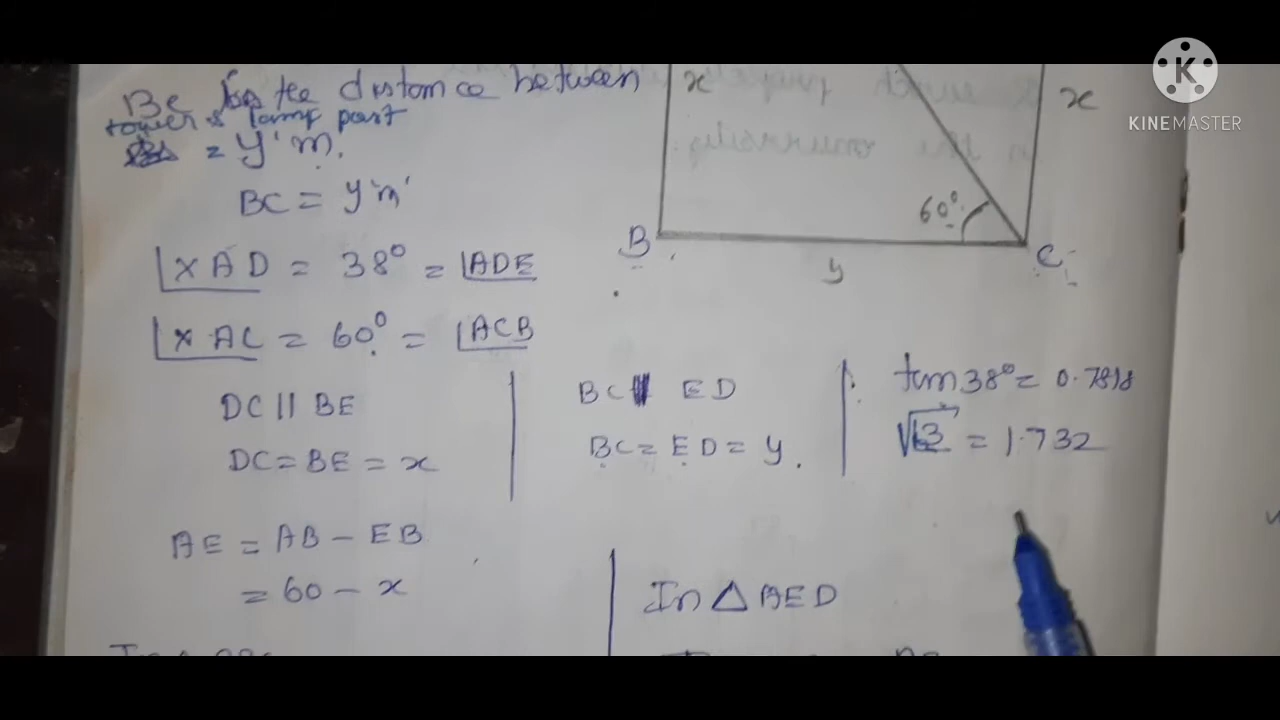 BC be the distance between
tower & lamp post
= y 'm.
BC = y 'm'
∠XAD = 38° = ∠ADE
∠XAC = 60° = ∠ACB
DC || BE
DC = BE = x
BC || ED
BC = ED = y.
tan 38° = 0.7818
√3 = 1.732
AE = AB - EB
= 60 - x
In △ AED
x
x
60°
B
C
y
K
KINEMASTER